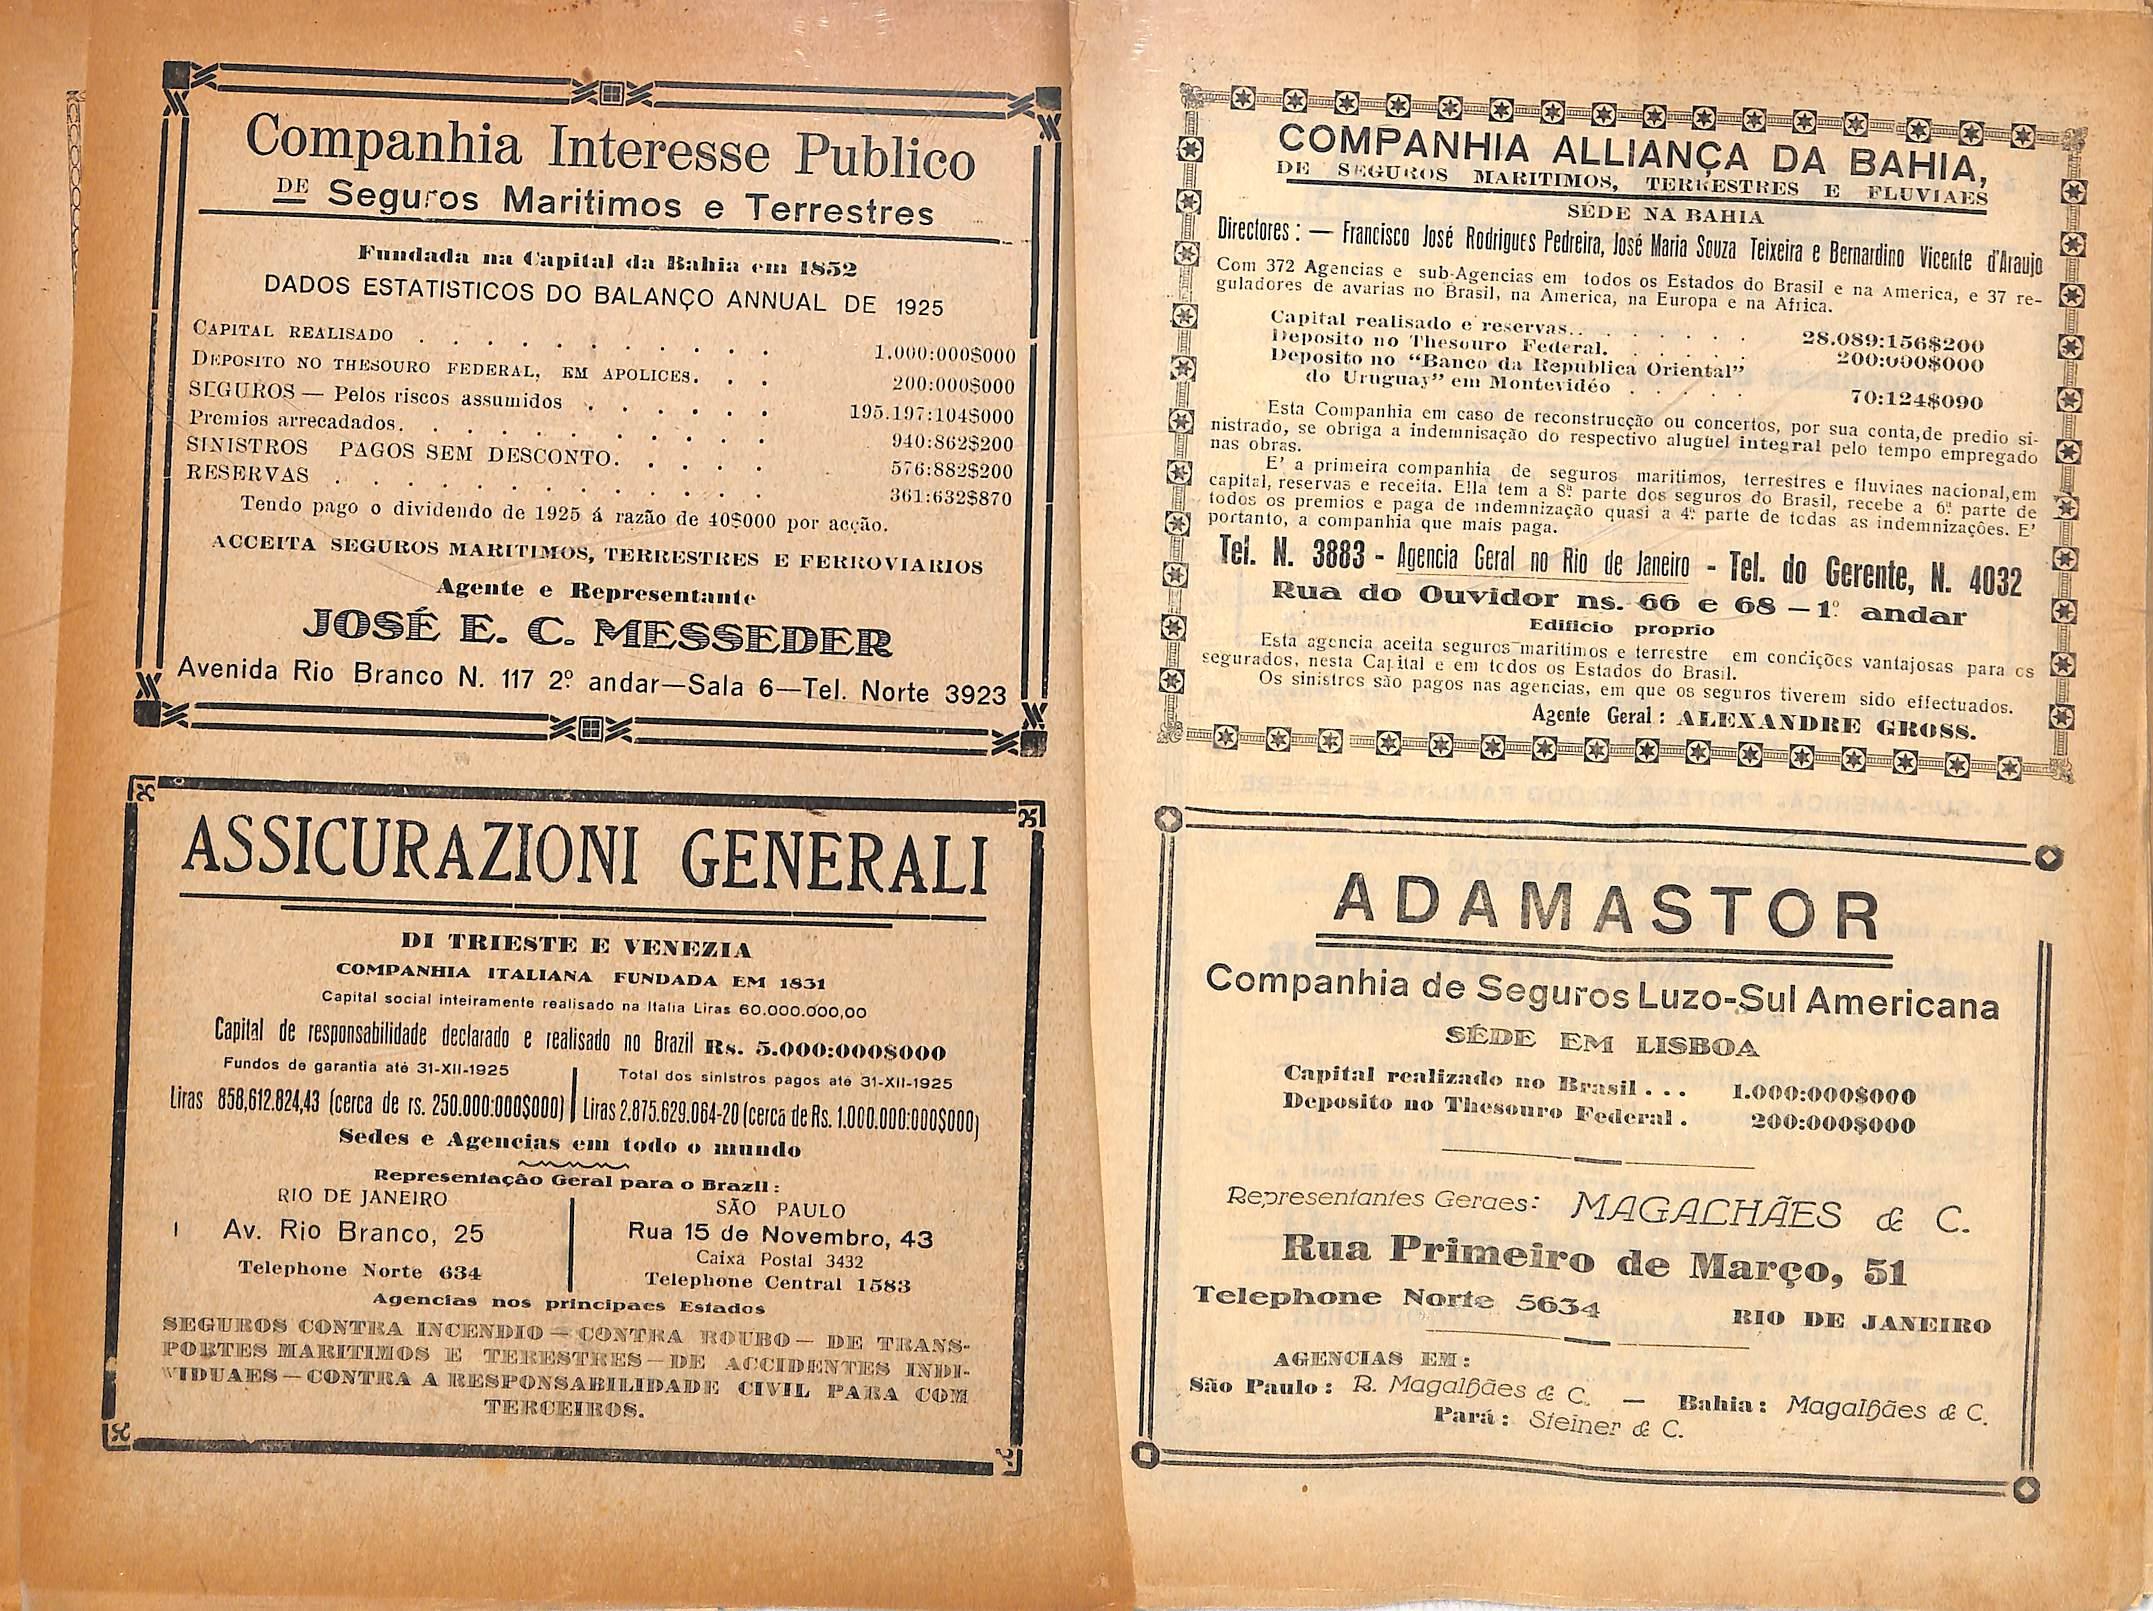 Companhia Interesse Publico
DE Seguros Maritimos e Terrestres
Fundada na Capital da Bahia em 1852
DADOS ESTATISTICOS DO BALANÇO ANNUAL DE 1925
CAPITAL REALISADO . . . . . . . . . . . 1.000:000$000
DEPOSITO NO THESOURO FEDERAL, EM APOLICES. . . 200:000$000
SEGUROS — Pelos riscos assumidos . . . . . . 195.197:104$000
Premios arrecadados. . . . . . . . . . . 940:862$200
SINISTROS PAGOS SEM DESCONTO. . . . . 576:882$200
RESERVAS . . . . . . . . . . . . . 361:632$870
Tendo pago o dividendo de 1925 á razão de 40$000 por acção.
ACCEITA SEGUROS MARITIMOS, TERRESTRES E FERROVIARIOS
Agente e Representante
JOSÉ E. C. MESSEDER
Avenida Rio Branco N. 117 2º andar—Sala 6—Tel. Norte 3923
ASSICURAZIONI GENERALI
DI TRIESTE E VENEZIA
COMPANHIA ITALIANA FUNDADA EM 1831
Capital social inteiramente realisado na Italia Liras 60.000.000,00
Capital de responsabilidade declarado e realisado no Brazil Rs. 5.000:000$000
Fundos de garantia até 31-XII-1925
Liras 858,612.824,43 (cerca de rs. 250.000:000$000)
Total dos sinistros pagos até 31-XII-1925
Liras 2.875.629.064-20 (cerca de Rs. 1.000.000:000$000)
Sedes e Agencias em todo o mundo
Representação Geral para o Brazil:
RIO DE JANEIRO
Av. Rio Branco, 25
Telephone Norte 634
SÃO PAULO
Rua 15 de Novembro, 43
Caixa Postal 3432
Telephone Central 1583
Agencias nos principaes Estados
SEGUROS CONTRA INCENDIO — CONTRA ROUBO — DE TRANS-
PORTES MARITIMOS E TERESTRES — DE ACCIDENTES INDI-
VIDUAES — CONTRA A RESPONSABILIDADE CIVIL PARA COM
TERCEIROS.
COMPANHIA ALLIANÇA DA BAHIA,
DE SEGUROS MARITIMOS, TERRESTRES E FLUVIAES
SÉDE NA BAHIA
Directores: — Francisco José Rodrigues Pedreira, José Maria Souza Teixeira e Bernardino Vicente d'Araujo
Com 372 Agencias e sub-Agencias em todos os Estados do Brasil e na America, e 37 re-
guladores de avarias no Brasil, na America, na Europa e na Africa.
Capital realisado e reservas.. . . . . . 28.089:156$200
Deposito no Thesouro Federal. . . . . . 200:000$000
Deposito no "Banco da Republica Oriental"
do Uruguay" em Montevidéo . . . . . 70:124$090
Esta Companhia em caso de reconstrucção ou concertos, por sua conta,de predio si-
nistrado, se obriga a indemnisação do respectivo aluguel integral pelo tempo empregado
nas obras.
E' a primeira companhia de seguros maritimos, terrestres e fluviaes nacional,em
capital, reservas e receita. Ella tem a 8ª parte dos seguros do Brasil, recebe a 6ª parte de
todos os premios e paga de indemnização quasi a 4ª parte de todas as indemnizações. E'
portanto, a companhia que mais paga.
Tel. N. 3883 - Agencia Geral no Rio de Janeiro - Tel. do Gerente, N. 4032
Rua do Ouvidor ns. 66 e 68 — 1º andar
Edificio proprio
Esta agencia aceita seguros maritimos e terrestre em condições vantajosas para os
segurados, nesta Capital e em todos os Estados do Brasil.
Os sinistros são pagos nas agencias, em que os seguros tiverem sido effectuados.
Agente Geral: ALEXANDRE GROSS.
ADAMASTOR
Companhia de Seguros Luzo-Sul Americana
SÉDE EM LISBOA
Capital realizado no Brasil . . . 1.000:000$000
Deposito no Thesouro Federal . 200:000$000
Representantes Geraes: MAGALHÃES & C.
Rua Primeiro de Março, 51
Telephone Norte 5634 RIO DE JANEIRO
AGENCIAS EM:
São Paulo: R. Magalhães & C. — Bahia: Magalhães & C.
Pará: Steiner & C.